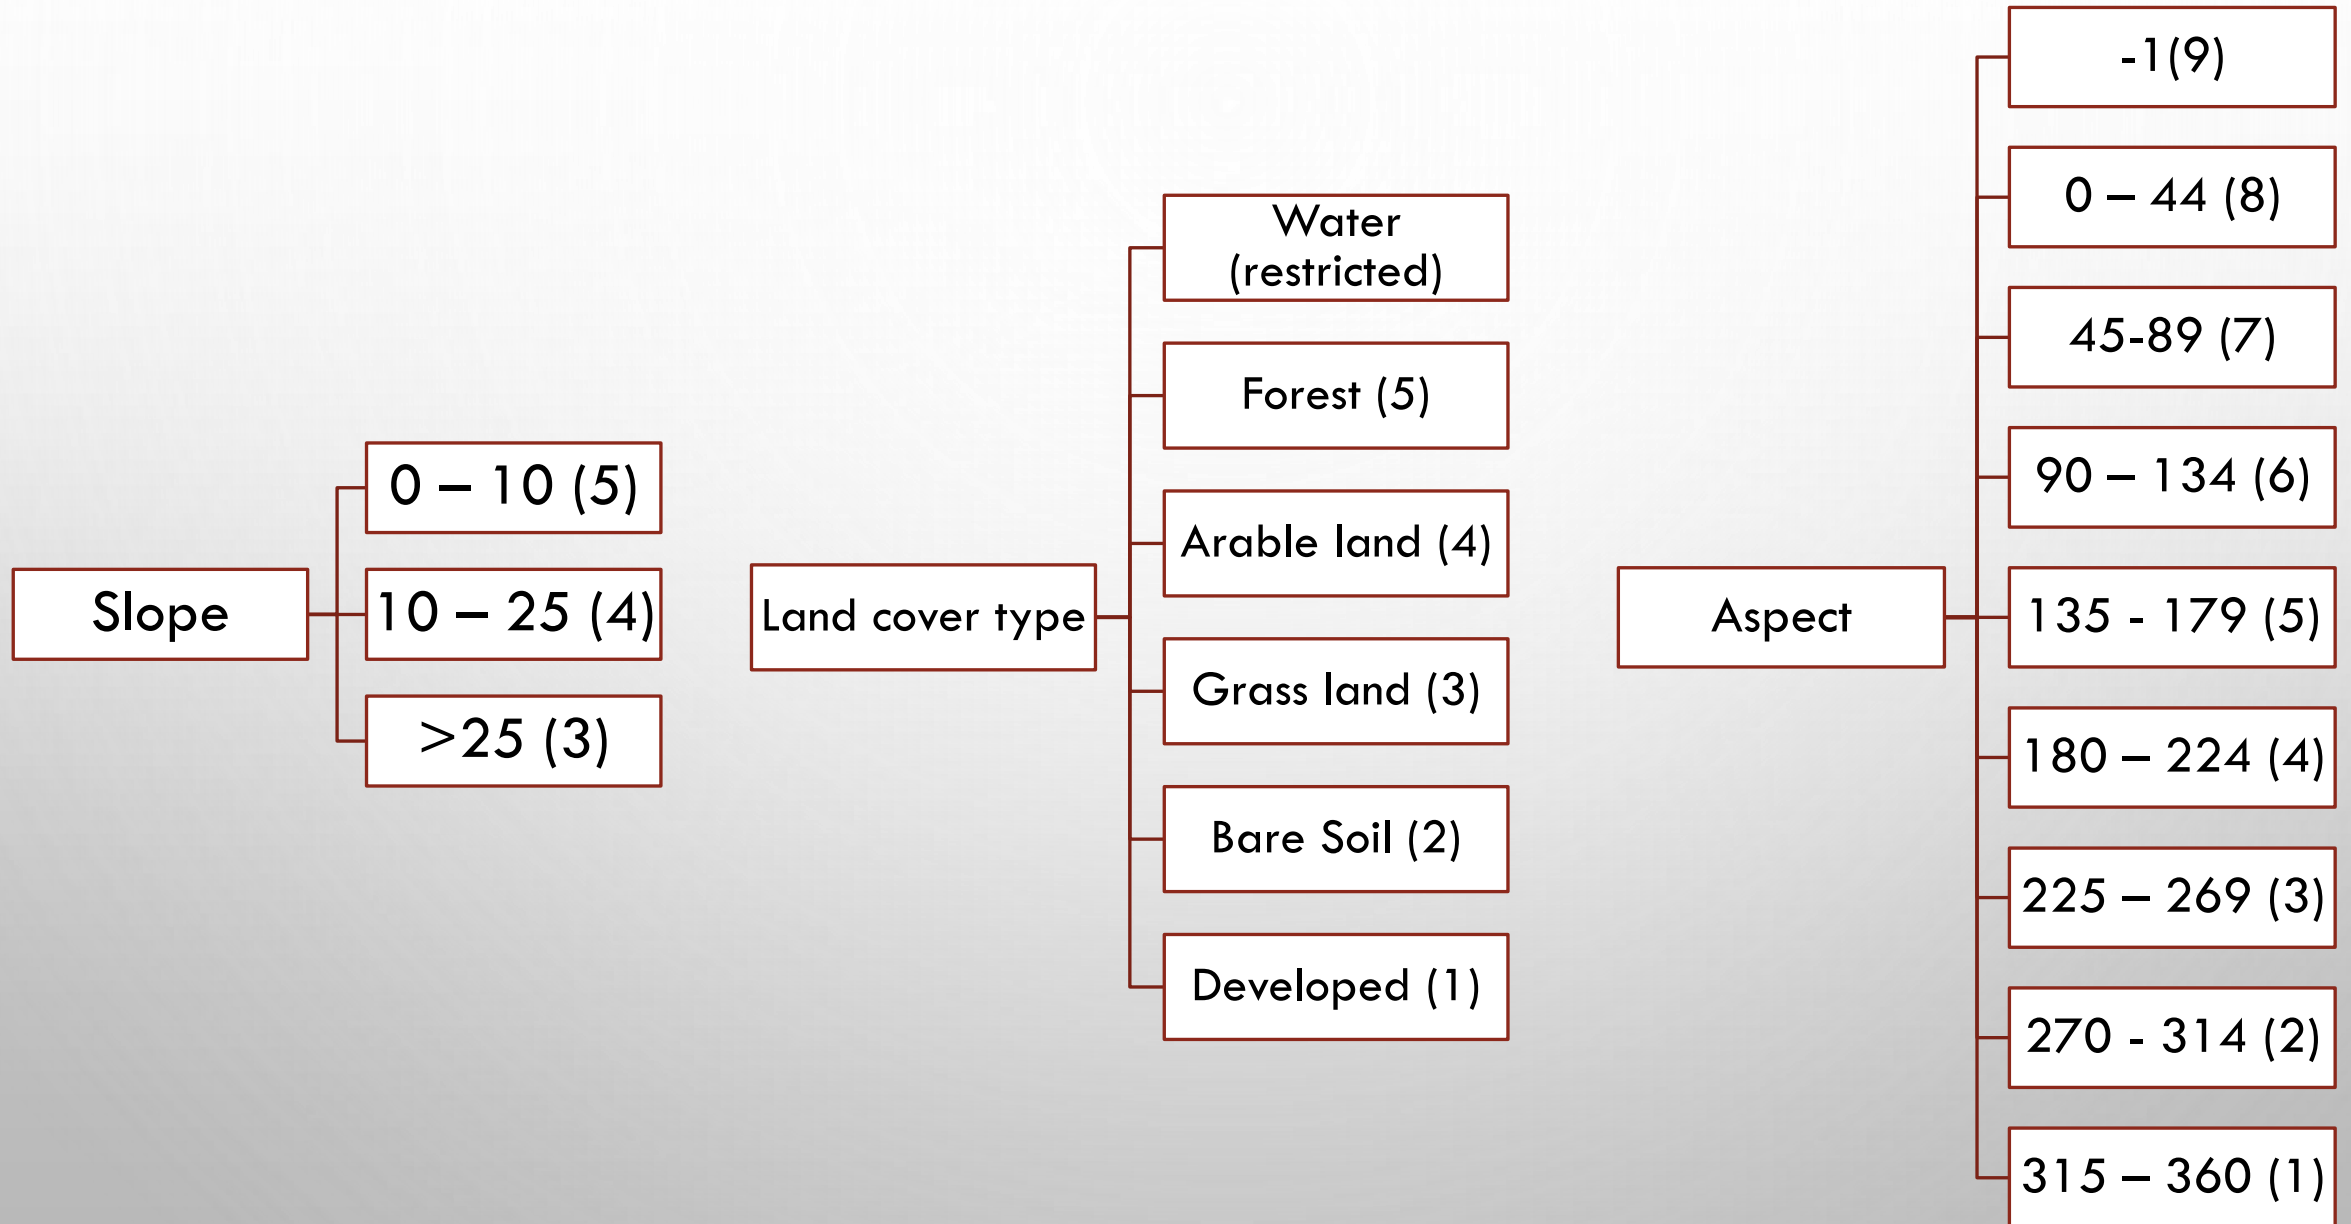 Slope
0 – 10 (5)
10 – 25 (4)
>25 (3)
Land cover type
Water
(restricted)
Forest (5)
Arable land (4)
Grass land (3)
Bare Soil (2)
Developed (1)
Aspect
-1(9)
0 – 44 (8)
45-89 (7)
90 – 134 (6)
135 - 179 (5)
180 – 224 (4)
225 – 269 (3)
270 - 314 (2)
315 – 360 (1)